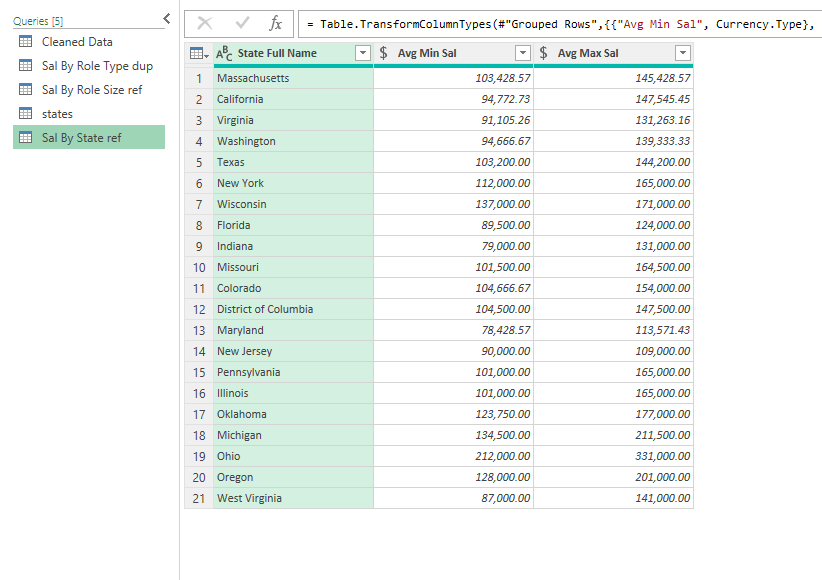 Queries [5]
Cleaned Data
Sal By Role Type dup
Sal By Role Size ref
states
Sal By State ref
fx = Table.TransformColumnTypes(#"Grouped Rows",{{"Avg Min Sal", Currency.Type},
ABC State Full Name $ Avg Min Sal $ Avg Max Sal
1 Massachusetts 103,428.57 145,428.57
2 California 94,772.73 147,545.45
3 Virginia 91,105.26 131,263.16
4 Washington 94,666.67 139,333.33
5 Texas 103,200.00 144,200.00
6 New York 112,000.00 165,000.00
7 Wisconsin 137,000.00 171,000.00
8 Florida 89,500.00 124,000.00
9 Indiana 79,000.00 131,000.00
10 Missouri 101,500.00 164,500.00
11 Colorado 104,666.67 154,000.00
12 District of Columbia 104,500.00 147,500.00
13 Maryland 78,428.57 113,571.43
14 New Jersey 90,000.00 109,000.00
15 Pennsylvania 101,000.00 165,000.00
16 Illinois 101,000.00 165,000.00
17 Oklahoma 123,750.00 177,000.00
18 Michigan 134,500.00 211,500.00
19 Ohio 212,000.00 331,000.00
20 Oregon 128,000.00 201,000.00
21 West Virginia 87,000.00 141,000.00